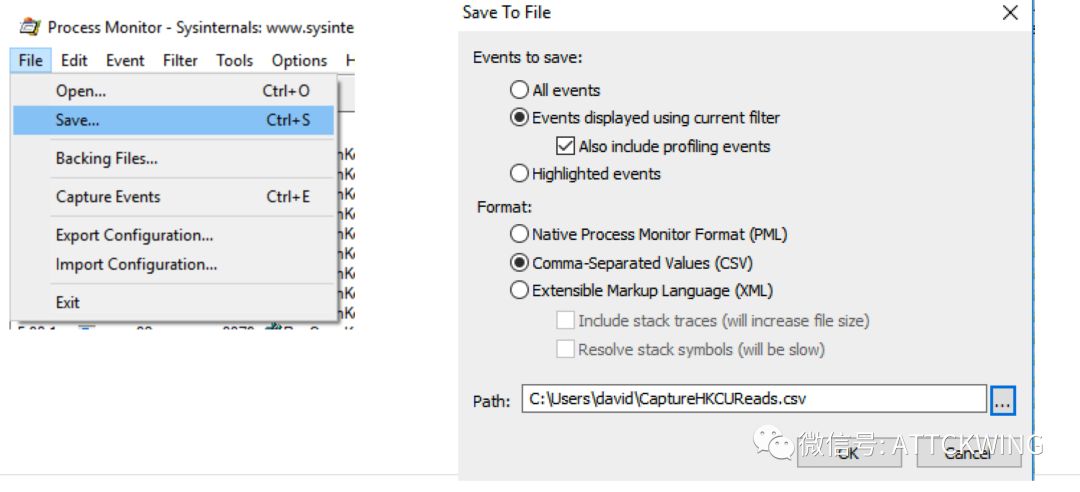 Process Monitor - Sysinternals: www.sysinte
File Edit Event Filter Tools Options H
Open... Ctrl+O
Save... Ctrl+S
Backing Files...
Capture Events Ctrl+E
Export Configuration...
Import Configuration...
Exit
Save To File
Events to save:
All events
Events displayed using current filter
Also include profiling events
Highlighted events
Format:
Native Process Monitor Format (PML)
Comma-Separated Values (CSV)
Extensible Markup Language (XML)
Include stack traces (will increase file size)
Resolve stack symbols (will be slow)
Path: C:\Users\david\CaptureHKCUReads.csv ...
OK Cancel
微信号: ATTCKWING